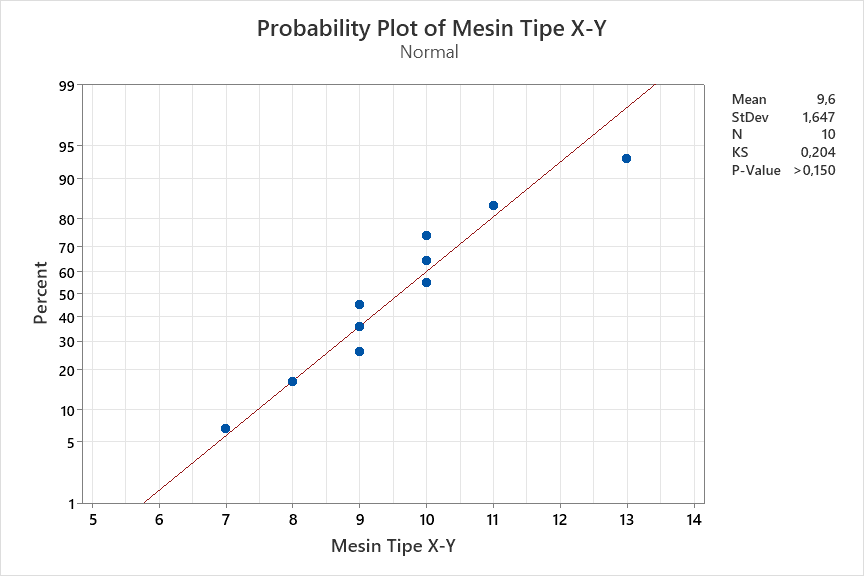 Probability Plot of Mesin Tipe X-Y
Normal
Mean 9,6
StDev 1,647
N 10
KS 0,204
P-Value >0,150
Percent
99
95
90
80
70
60
50
40
30
20
10
5
1
5 6 7 8 9 10 11 12 13 14
Mesin Tipe X-Y